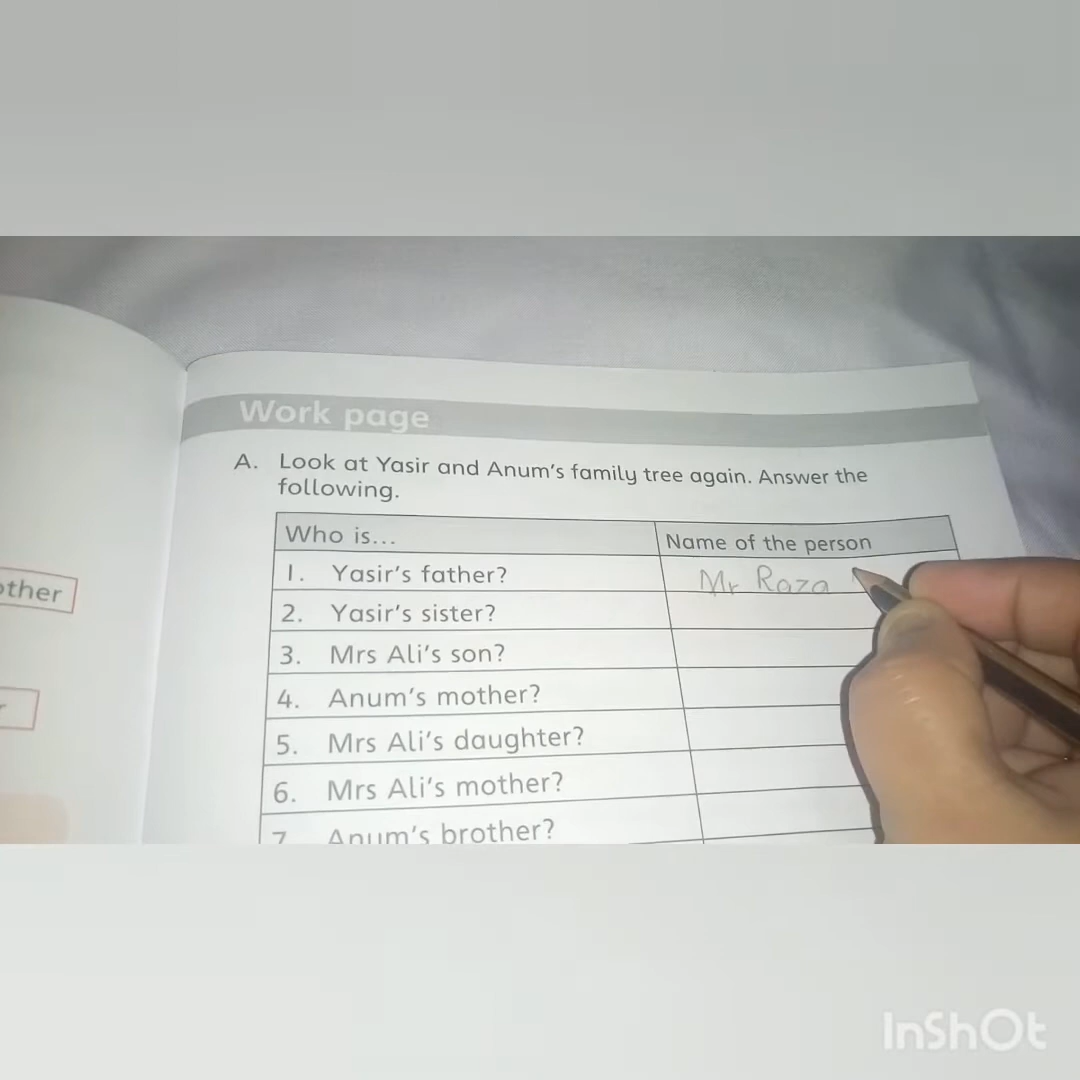 Work page
A. Look at Yasir and Anum's family tree again. Answer the
following.
Who is... Name of the person
1. Yasir's father? Mr Raza
2. Yasir's sister?
3. Mrs Ali's son?
4. Anum's mother?
5. Mrs Ali's daughter?
6. Mrs Ali's mother?
7 Anum's brother?
other
r
InShOt